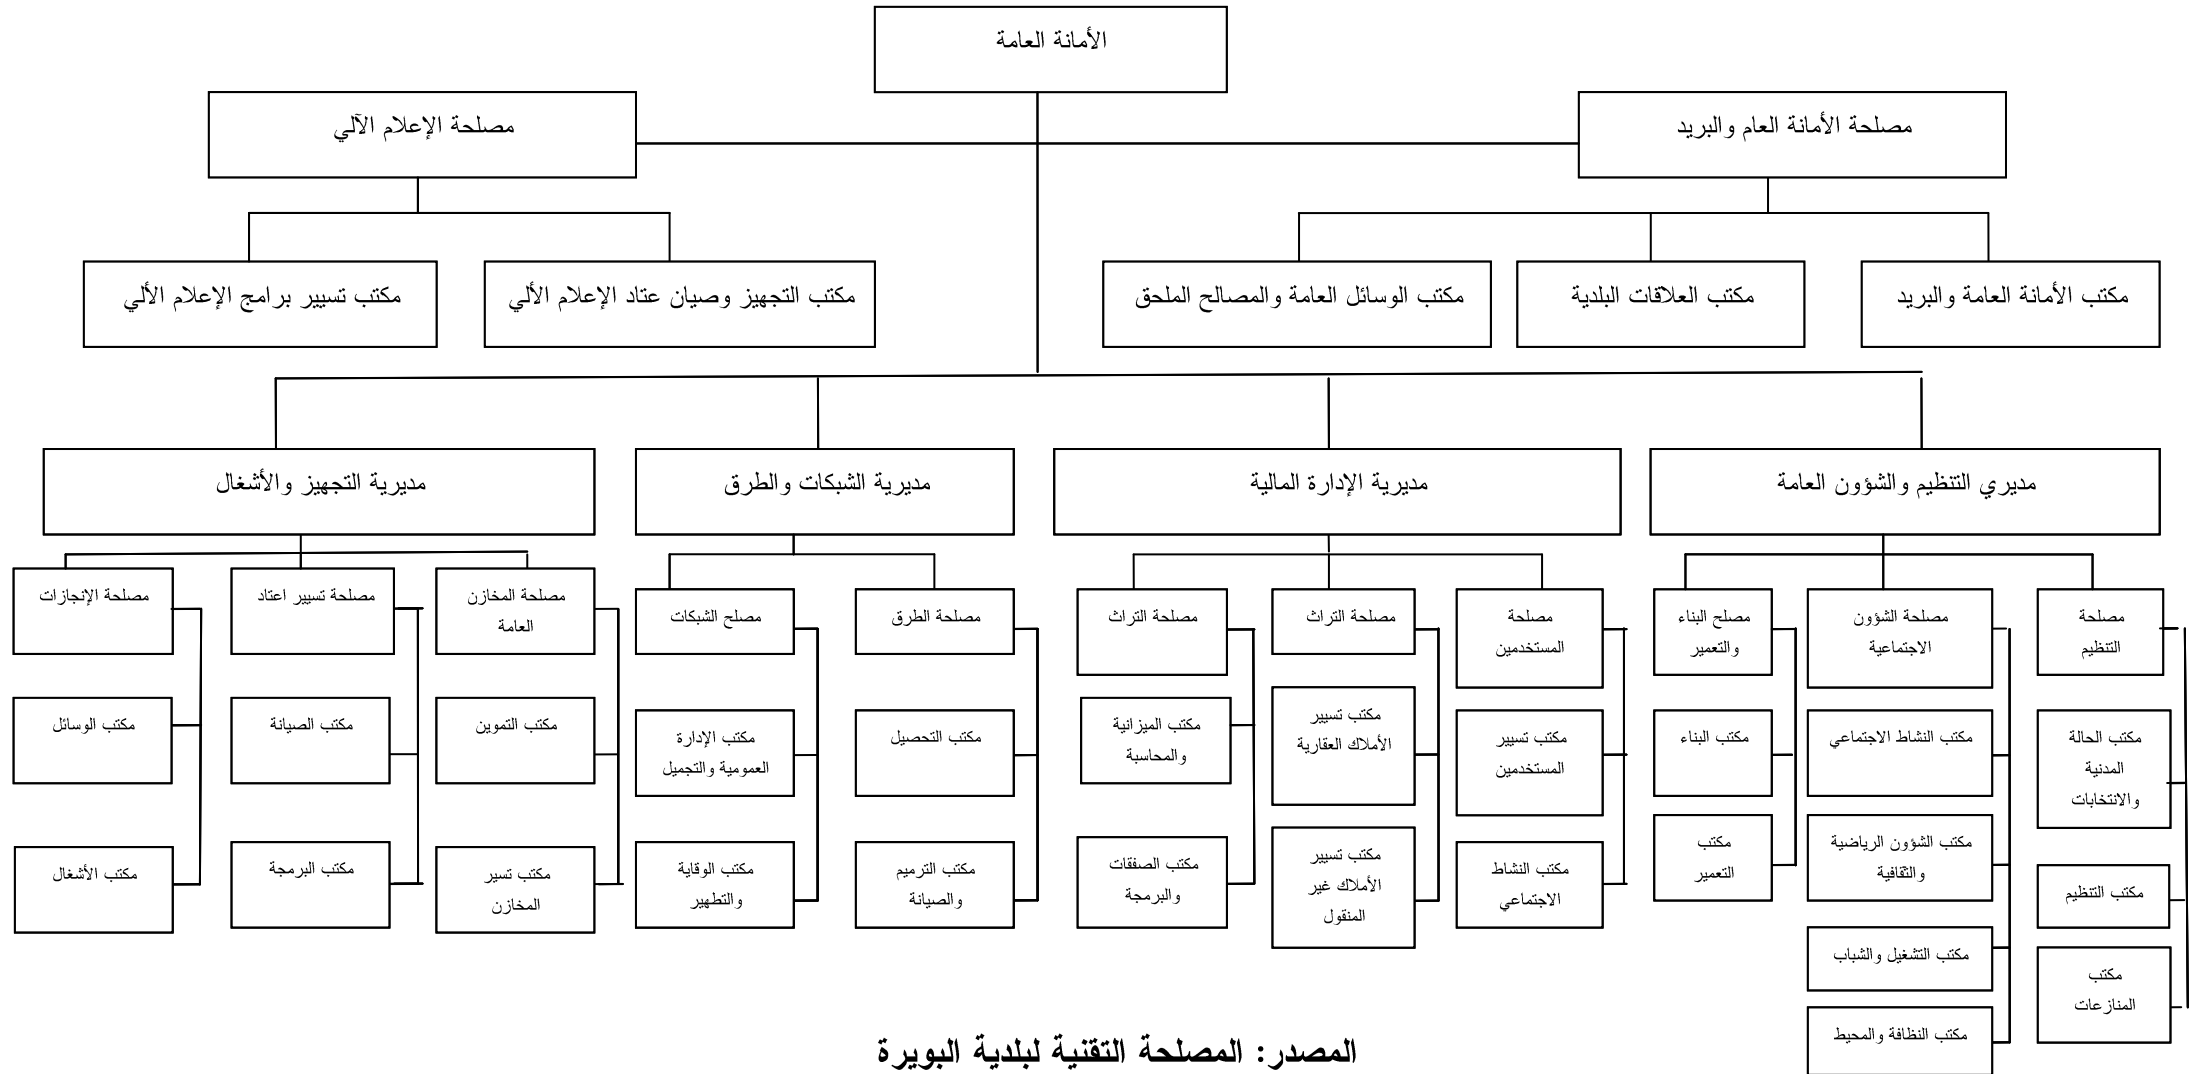 الأمانة العامة
مصلحة الأمانة العام والبريد
مصلحة الإعلام الآلي
مكتب الأمانة العامة والبريد
مكتب العلاقات البلدية
مكتب الوسائل العامة والمصالح الملحق
مكتب التجهيز وصيان عتاد الإعلام الألي
مكتب تسيير برامج الإعلام الألي
مديري التنظيم والشؤون العامة
مديرية الإدارة المالية
مديرية الشبكات والطرق
مديرية التجهيز والأشغال
مصلحة
التنظيم
مكتب الحالة
المدنية
والانتخابات
مكتب التنظيم
مكتب
المنازعات
مصلحة الشؤون
الاجتماعية
مكتب النشاط الاجتماعي
مكتب الشؤون الرياضية
والثقافية
مكتب التشغيل والشباب
مكتب النظافة والمحيط
مصلح البناء
والتعمير
مكتب البناء
مكتب
التعمير
مصلحة
المستخدمين
مكتب تسيير
المستخدمين
مكتب النشاط
الاجتماعي
مصلحة التراث
مكتب تسيير
الأملاك العقارية
مكتب تسيير
الأملاك غير
المنقول
مصلحة التراث
مكتب الميزانية
والمحاسبة
مكتب الصفقات
والبرمجة
مصلحة الطرق
مكتب التحصيل
مكتب الترميم
والصيانة
مصلح الشبكات
مكتب الإدارة
العمومية والتجميل
مكتب الوقاية
والتطهير
مصلحة المخازن
العامة
مكتب التموين
مكتب تسير
المخازن
مصلحة تسيير اعتاد
مكتب الصيانة
مكتب البرمجة
مصلحة الإنجازات
مكتب الوسائل
مكتب الأشغال
المصدر: المصلحة التقنية لبلدية البويرة